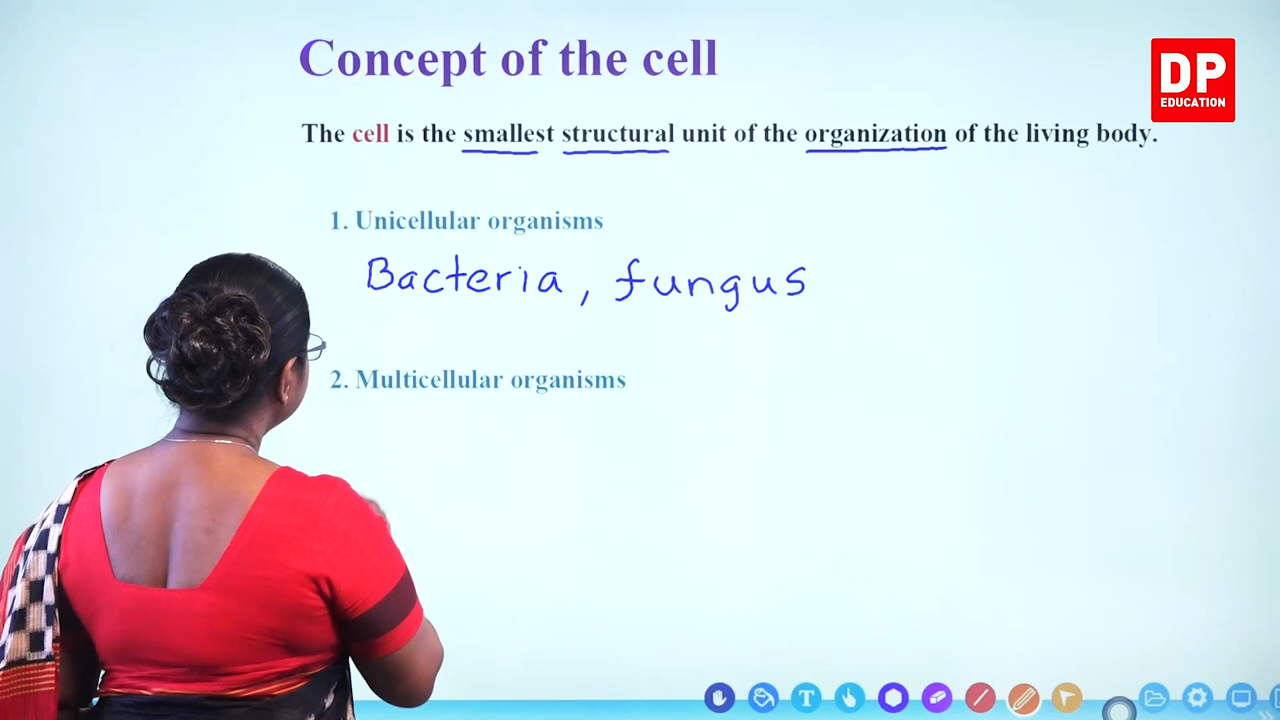 Concept of the cell
DP
EDUCATION
The cell is the smallest structural unit of the organization of the living body.
1. Unicellular organisms
Bacteria, fungus
2. Multicellular organisms
T